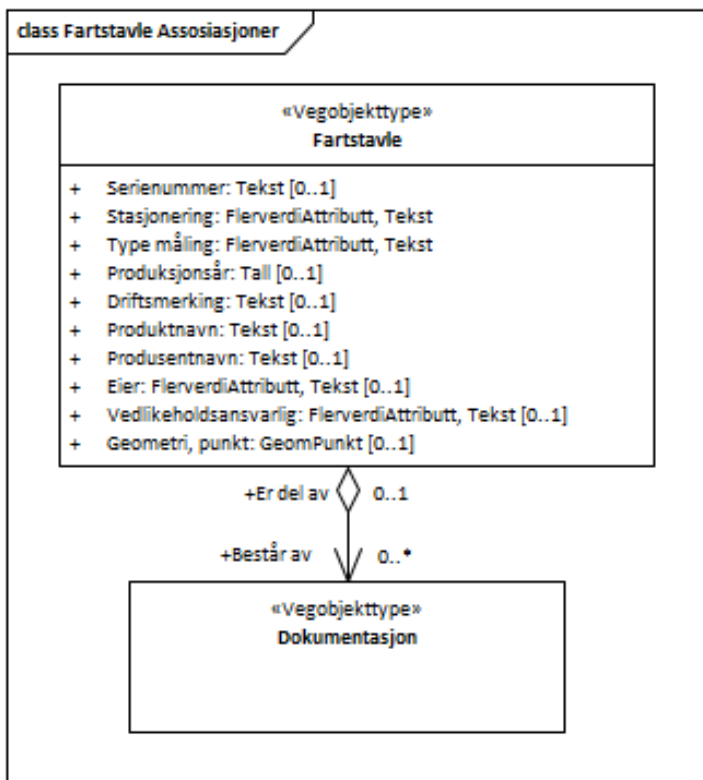 class Fartstavle Assosiasjoner
«Vegobjekttype»
Fartstavle
+ Serienummer: Tekst [0..1]
+ Stasjonering: FlerverdiAttributt, Tekst
+ Type måling: FlerverdiAttributt, Tekst
+ Produksjonsår: Tall [0..1]
+ Driftsmerking: Tekst [0..1]
+ Produktnavn: Tekst [0..1]
+ Produsentnavn: Tekst [0..1]
+ Eier: FlerverdiAttributt, Tekst [0..1]
+ Vedlikeholdsansvarlig: FlerverdiAttributt, Tekst [0..1]
+ Geometri, punkt: GeomPunkt [0..1]
+Er del av 0..1
+Består av 0..*
«Vegobjekttype»
Dokumentasjon